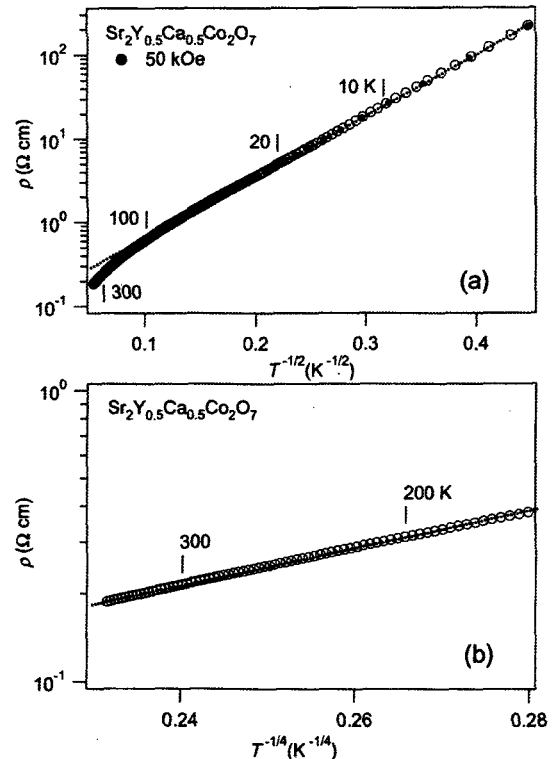 Sr₂Y₀.₅Ca₀.₅Co₂O₇
● 50 kOe
10 K
20
100
300
(a)
ρ (Ω cm)
10²
10¹
10⁰
10⁻¹
0.1 0.2 0.3 0.4
T⁻¹/²(K⁻¹/²)
Sr₂Y₀.₅Ca₀.₅Co₂O₇
200 K
300
(b)
ρ (Ω cm)
10⁰
10⁻¹
0.24 0.26 0.28
T⁻¹/⁴(K⁻¹/⁴)